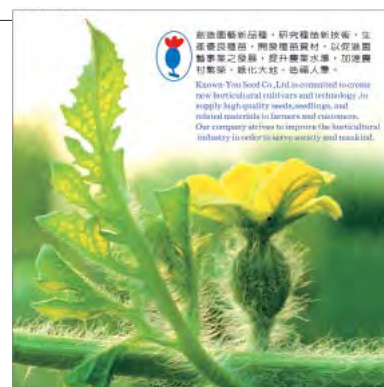 創造園藝新品種，研究種植新技術，生
產優良種苗，開發種苗資材，以促進園
藝事業之發展，提升農業水準，加速農
村繁榮，綠化大地，造福人羣。
Known-You Seed Co.,Ltd.is committed to create
new horticultural cultivars and technology ,to
supply high quality seeds,seedlings, and
related materials to farmers and customers.
Our company strives to improve the horticultural
industry in order to serve society and mankind.